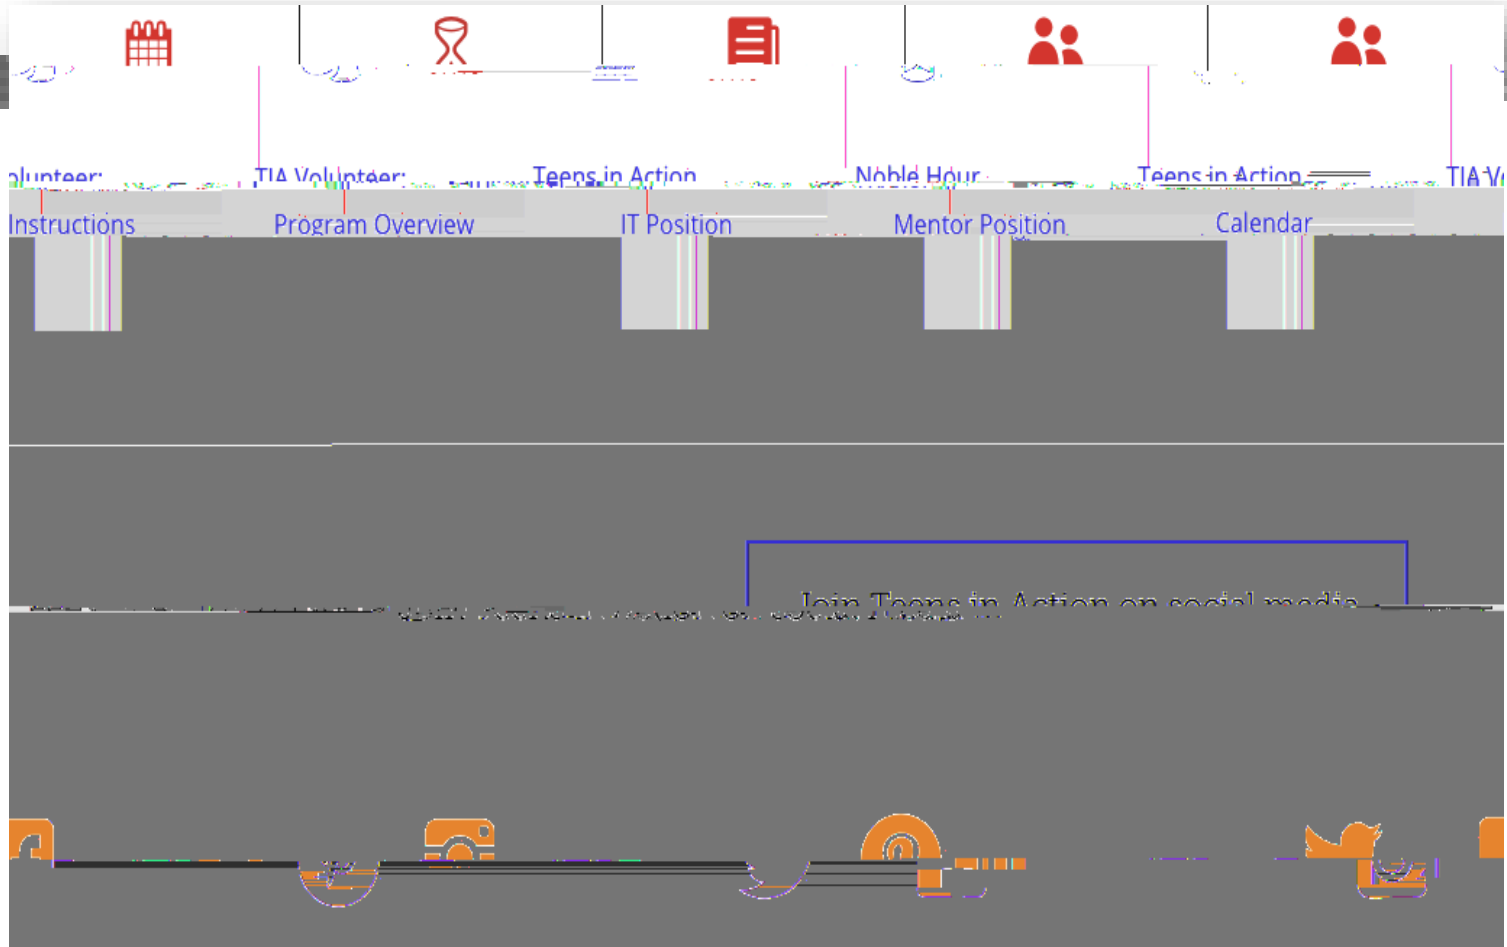 olunteer: TIA Volunteer: Teens in Action Noble Hour Teens in Action TIA V
Instructions Program Overview IT Position Mentor Position Calendar
Join Teens in Action on social media